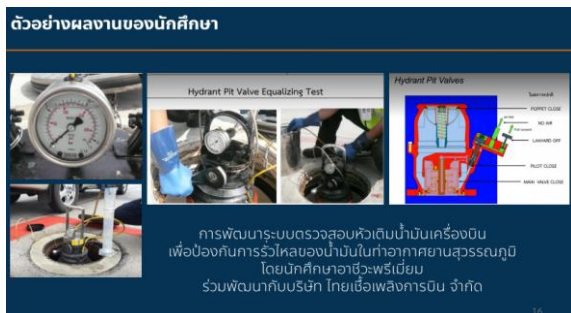 ตัวอย่างผลงานของนักศึกษา
Hydrant Pit Valve Equalizing Test
Hydrant Pit Valves
POPPET CLOSE
NO AIR
LANYARD OFF
PILOT CLOSE
MAIN VALVE CLOSE
การพัฒนาระบบตรวจสอบหัวเติมน้ำมันเครื่องบิน
เพื่อป้องกันการรั่วไหลของน้ำมันในท่าอากาศยานสุวรรณภูมิ
โดยนักศึกษาอาชีวะพรีเมี่ยม
ร่วมพัฒนากับบริษัท ไทยเชื้อเพลิงการบิน จำกัด
16